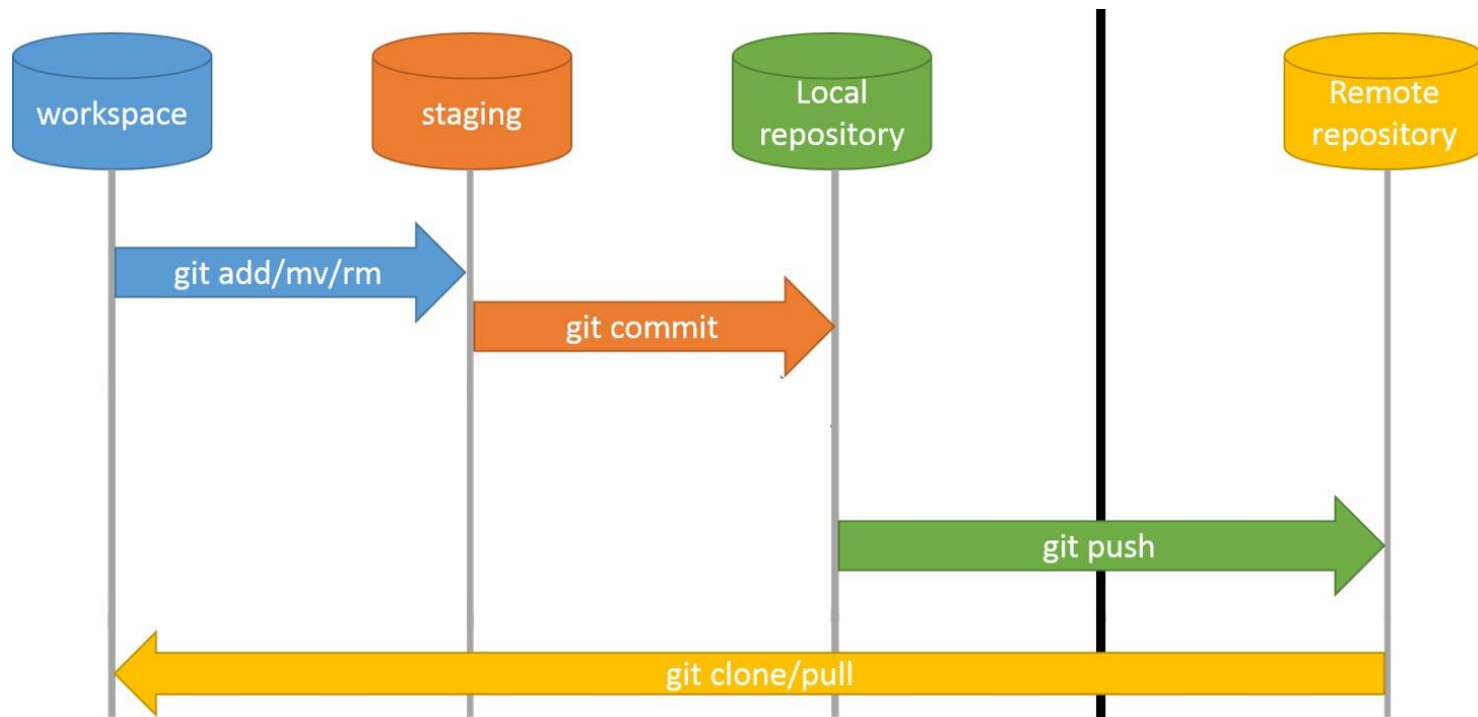 workspace
staging
Local
repository
Remote
repository
git add/mv/rm
git commit
git push
git clone/pull